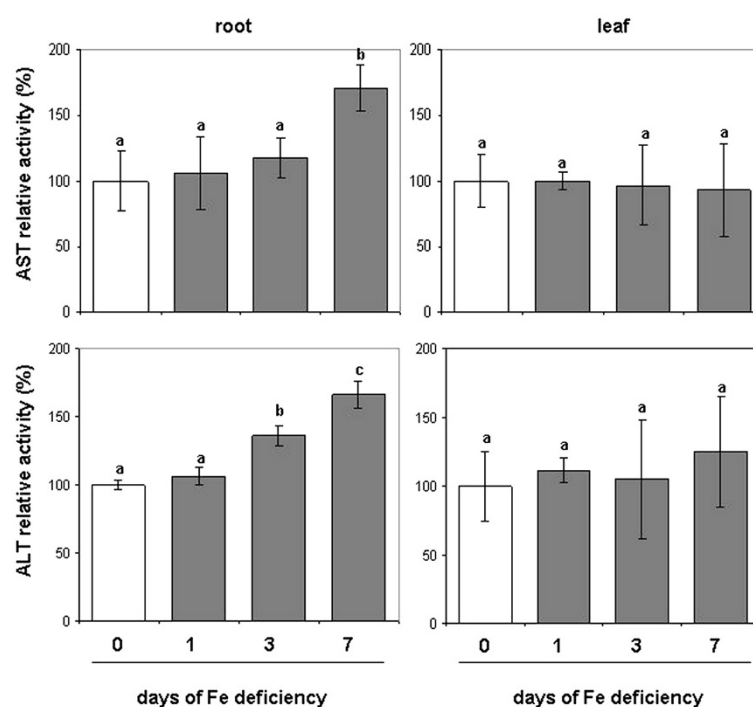 root leaf
AST relative activity (%)
200 200
b
150 150
a a a a a a a
100 100
50 50
0 0
ALT relative activity (%)
200 200
c
b
150 150
a a a a a a
100 100
50 50
0 0
0 1 3 7 0 1 3 7
days of Fe deficiency days of Fe deficiency